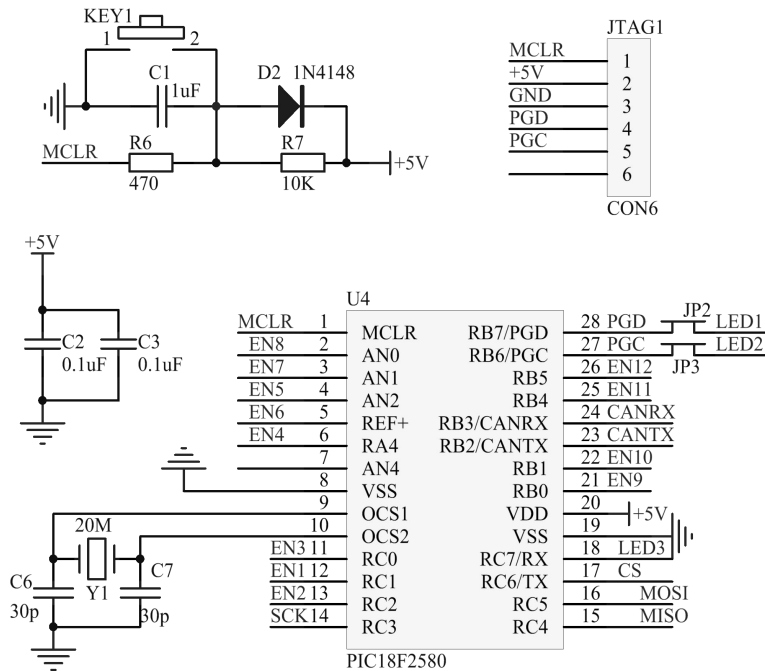 KEY1
1 2
C1
1uF
D2 1N4148
MCLR
R6
470
R7
10K
+5V
JTAG1
MCLR 1
+5V 2
GND 3
PGD 4
PGC 5
6
CON6
+5V
C2
0.1uF
C3
0.1uF
U4
MCLR 1 MCLR
EN8 2 AN0
EN7 3 AN1
EN5 4 AN2
EN6 5 REF+
EN4 6 RA4
7 AN4
8 VSS
9 OCS1
10 OCS2
EN3 11 RC0
EN1 12 RC1
EN2 13 RC2
SCK 14 RC3
RB7/PGD 28 PGD JP2 LED1
RB6/PGC 27 PGC JP3 LED2
RB5 26 EN12
RB4 25 EN11
RB3/CANRX 24 CANRX
RB2/CANTX 23 CANTX
RB1 22 EN10
RB0 21 EN9
VDD 20 +5V
VSS 19
RC7/RX 18 LED3
RC6/TX 17 CS
RC5 16 MOSI
RC4 15 MISO
PIC18F2580
20M
Y1
C6
30p
C7
30p